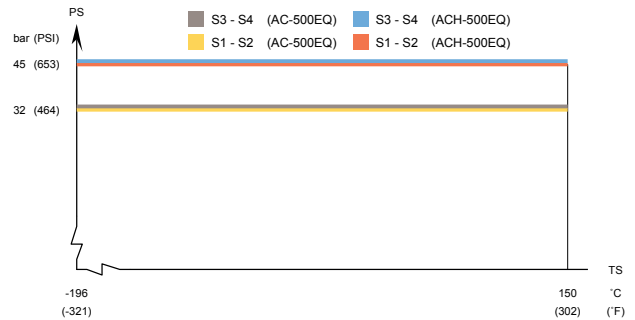 PS
S3 - S4 (AC-500EQ) S3 - S4 (ACH-500EQ)
bar (PSI)
S1 - S2 (AC-500EQ) S1 - S2 (ACH-500EQ)
45 (653)
32 (464)
TS
-196 150 ˚C
(-321) (302) (˚F)